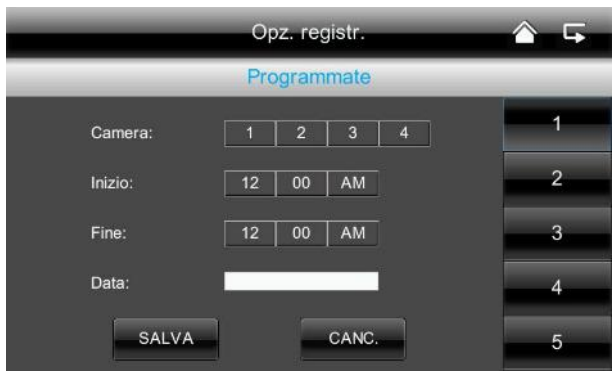 Opz. registr.
Programmate
Camera: 1 2 3 4
Inizio: 12 00 AM
Fine: 12 00 AM
Data:
SALVA CANC.
1
2
3
4
5